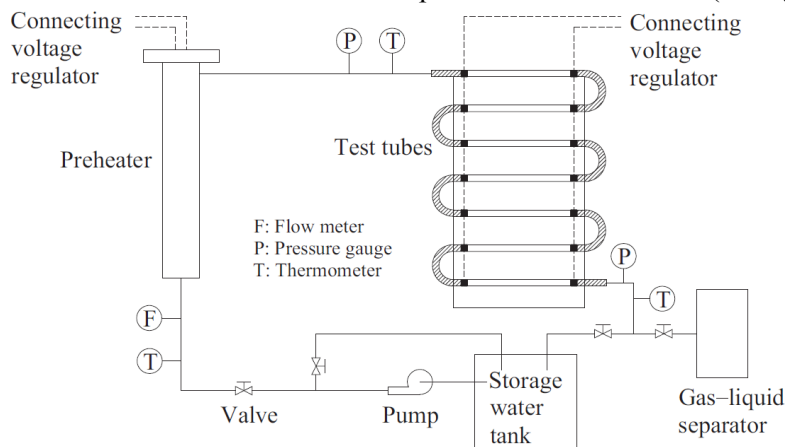 Connecting
voltage
regulator
P
T
Connecting
voltage
regulator
Preheater
Test tubes
F: Flow meter
P: Pressure gauge
T: Thermometer
P
T
F
T
Valve
Pump
Storage
water
tank
Gas–liquid
separator